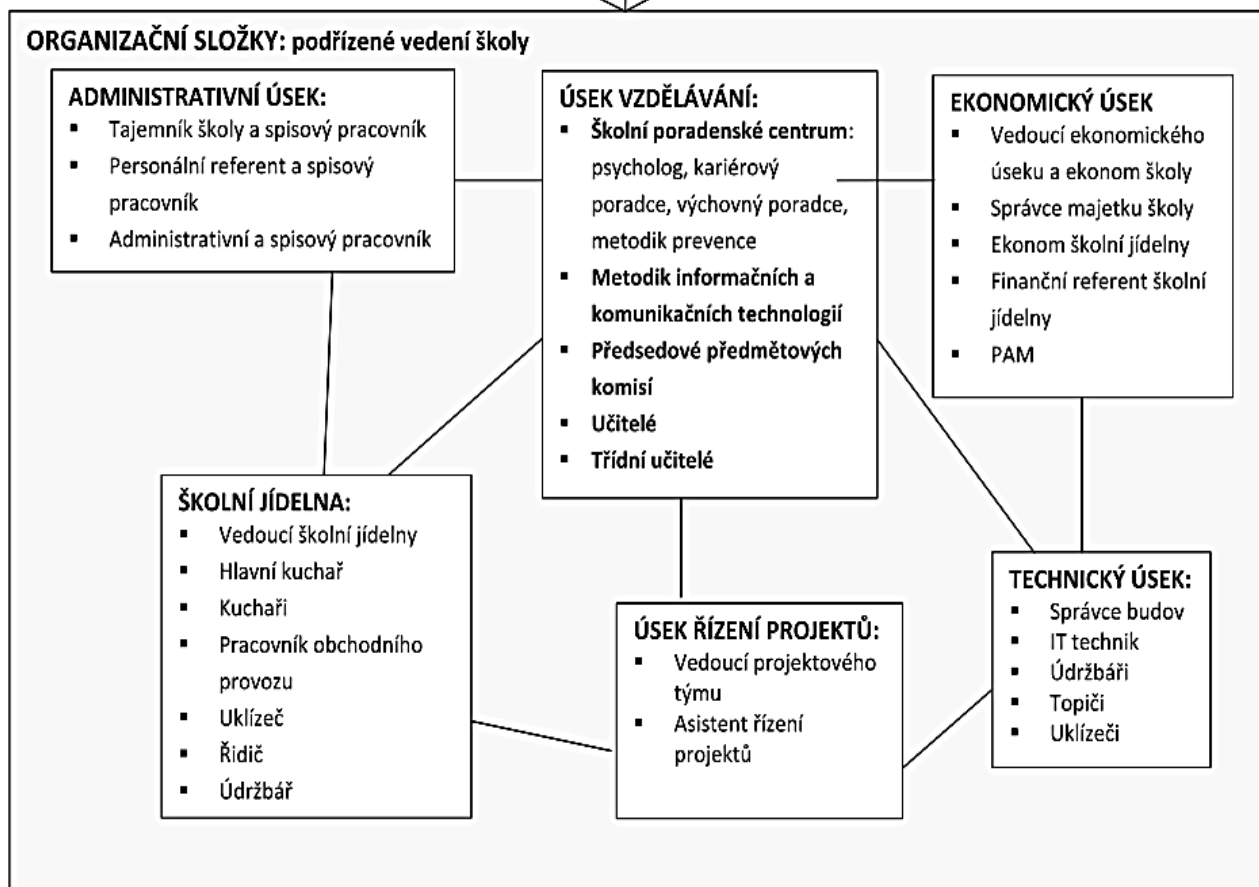 ORGANIZAČNÍ SLOŽKY: podřízené vedení školy
ADMINISTRATIVNÍ ÚSEK:
▪ Tajemník školy a spisový pracovník
▪ Personální referent a spisový
pracovník
▪ Administrativní a spisový pracovník
ÚSEK VZDĚLÁVÁNÍ:
▪ Školní poradenské centrum:
psycholog, kariérový
poradce, výchovný poradce,
metodik prevence
▪ Metodik informačních a
komunikačních technologií
▪ Předsedové předmětových
komisí
▪ Učitelé
▪ Třídní učitelé
EKONOMICKÝ ÚSEK
▪ Vedoucí ekonomického
úseku a ekonom školy
▪ Správce majetku školy
▪ Ekonom školní jídelny
▪ Finanční referent školní
jídelny
▪ PAM
ŠKOLNÍ JÍDELNA:
▪ Vedoucí školní jídelny
▪ Hlavní kuchař
▪ Kuchaři
▪ Pracovník obchodního
provozu
▪ Uklízeč
▪ Řidič
▪ Údržbář
ÚSEK ŘÍZENÍ PROJEKTŮ:
▪ Vedoucí projektového
týmu
▪ Asistent řízení
projektů
TECHNICKÝ ÚSEK:
▪ Správce budov
▪ IT technik
▪ Údržbáři
▪ Topiči
▪ Uklízeči